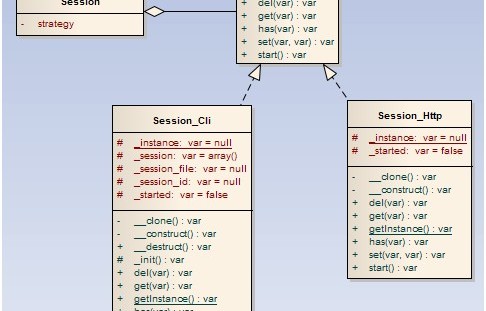 Session
- strategy
+ del(var) : var
+ get(var) : var
+ has(var) : var
+ set(var, var) : var
+ start() : var
Session_Cli
# _instance: var = null
# _session: var = array()
# _session_file: var = null
# _session_id: var = null
# _started: var = false
- __clone() : var
- __construct() : var
+ __destruct() : var
# _init() : var
+ del(var) : var
+ get(var) : var
+ getInstance() : var
+ has(var) : var
Session_Http
# _instance: var = null
# _started: var = false
- __clone() : var
- __construct() : var
+ del(var) : var
+ get(var) : var
+ getInstance() : var
+ has(var) : var
+ set(var, var) : var
+ start() : var